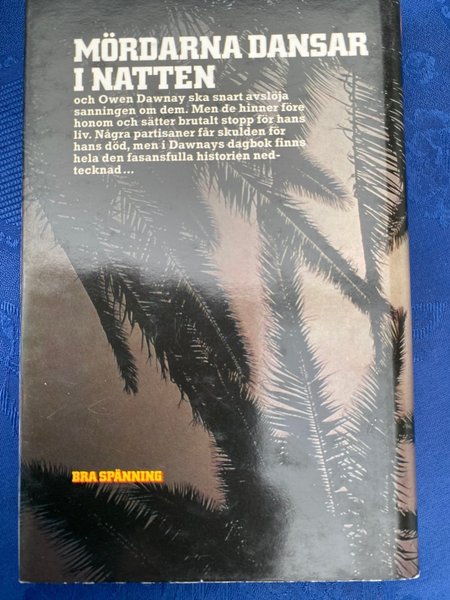 MÖRDARNA DANSAR
I NATTEN
och Owen Dawnay ska snart avslöja
sanningen om dem. Men de hinner före
honom och sätter brutalt stopp för hans
liv. Några partisaner får skulden för
hans död, men i Dawnays dagbok finns
hela den fasansfulla historien ned-
tecknad...
BRA SPÄNNING